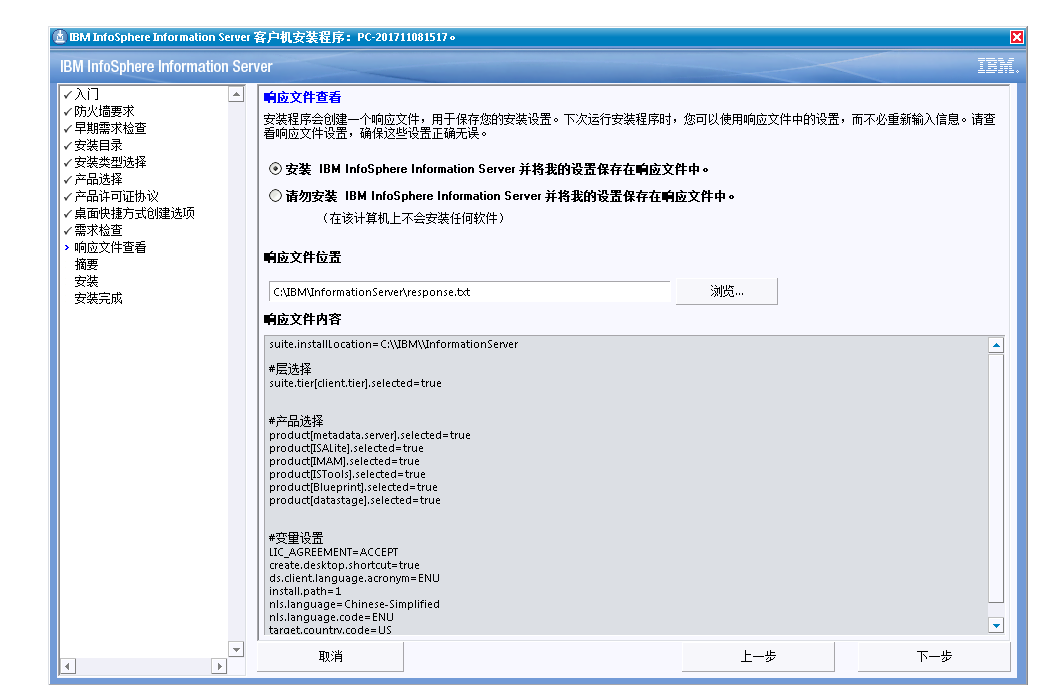 IBM InfoSphere Information Server 客户机安装程序：PC-201711081517。
IBM InfoSphere Information Server
IBM.
✓入门
✓防火墙要求
✓早期需求检查
✓安装目录
✓安装类型选择
✓产品选择
✓产品许可证协议
✓桌面快捷方式创建选项
✓需求检查
› 响应文件查看
摘要
安装
安装完成
响应文件查看
安装程序会创建一个响应文件，用于保存您的安装设置。下次运行安装程序时，您可以使用响应文件中的设置，而不必重新输入信息。请查
看响应文件设置，确保这些设置正确无误。
安装 IBM InfoSphere Information Server 并将我的设置保存在响应文件中。
请勿安装 IBM InfoSphere Information Server 并将我的设置保存在响应文件中。
（在该计算机上不会安装任何软件）
响应文件位置
C:\IBM\InformationServer\response.txt
浏览...
响应文件内容
suite.installLocation=C:\\IBM\\InformationServer
#层选择
suite.tier[client.tier].selected=true
#产品选择
product[metadata.server].selected=true
product[ISALite].selected=true
product[IMAM].selected=true
product[ISTools].selected=true
product[Blueprint].selected=true
product[datastage].selected=true
#变量设置
LIC_AGREEMENT=ACCEPT
create.desktop.shortcut=true
ds.client.language.acronym=ENU
install.path=1
nls.language=Chinese-Simplified
nls.language.code=ENU
target.country.code=US
取消
上一步
下一步